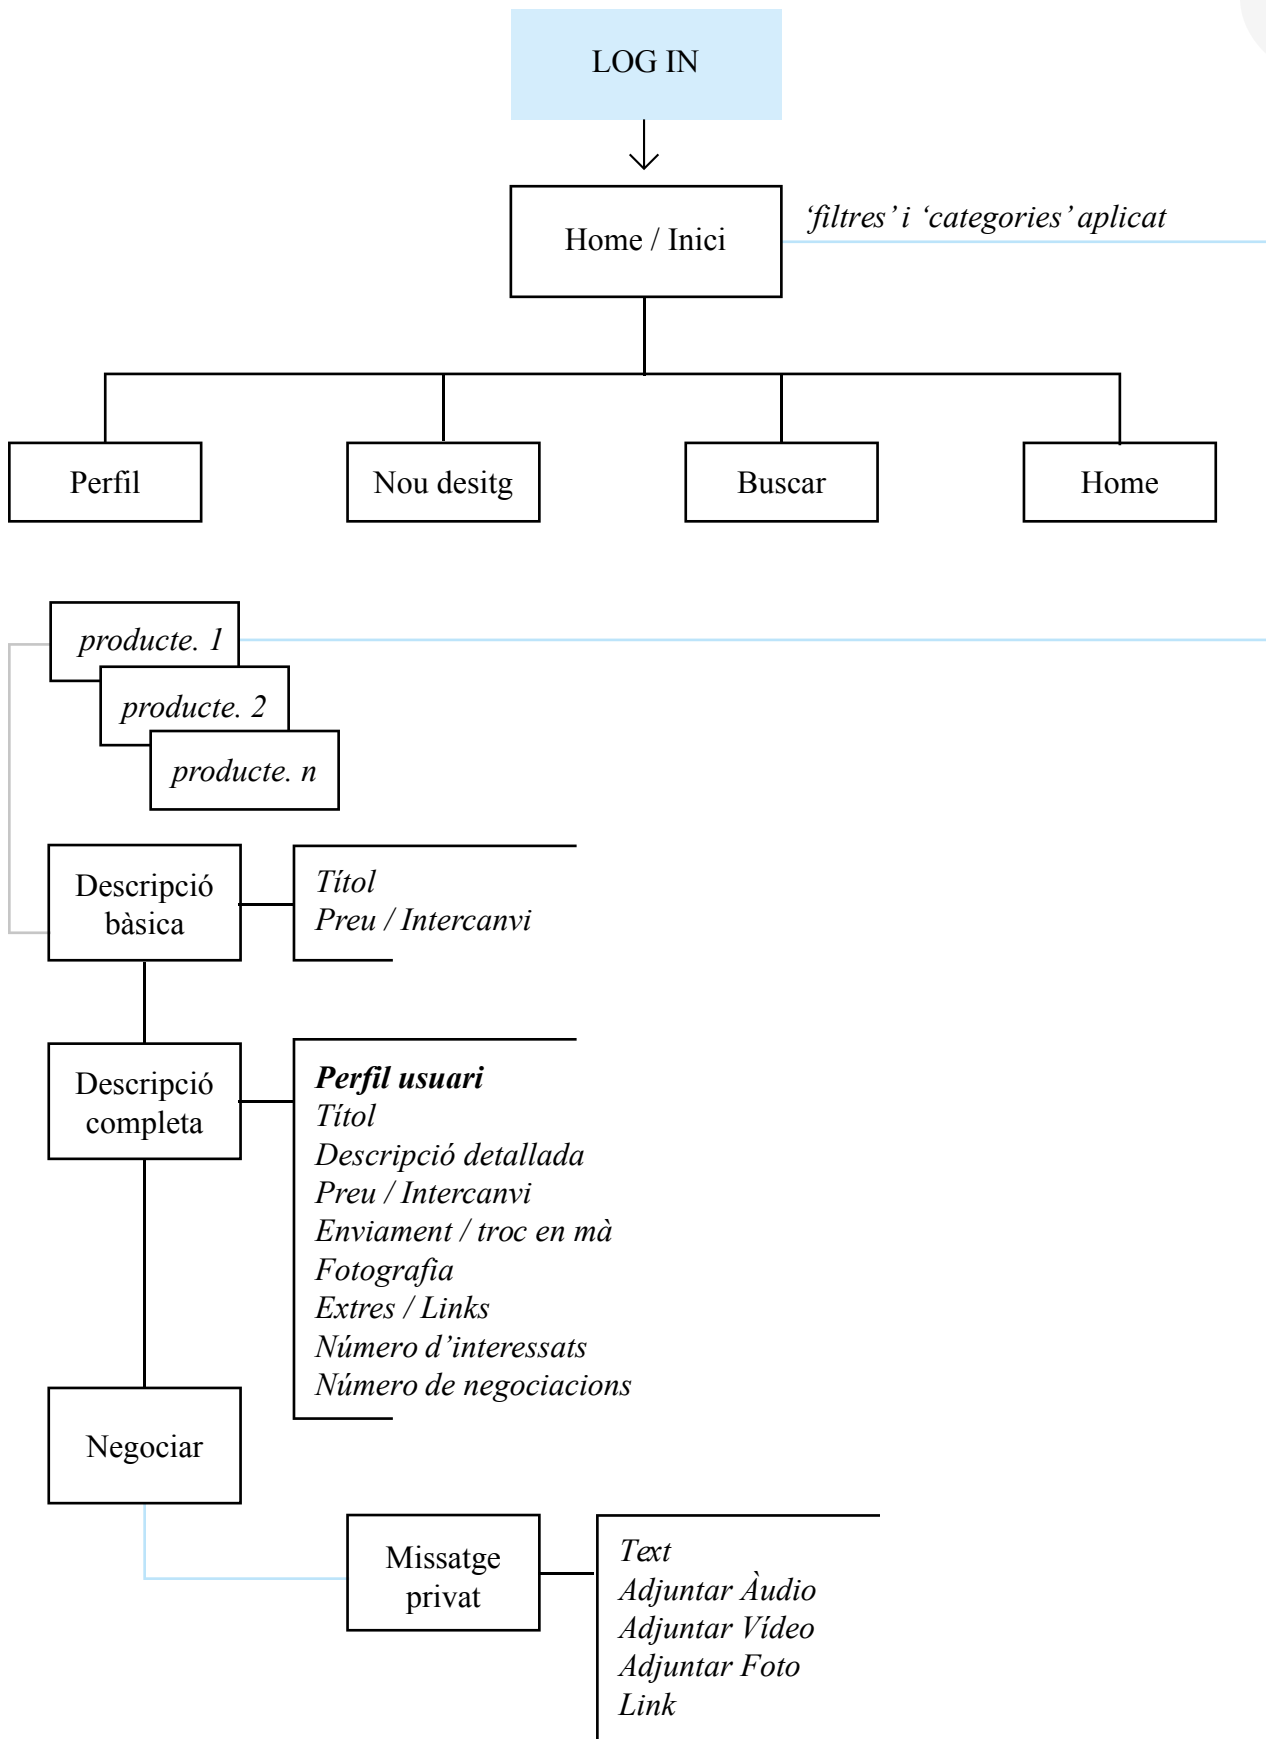 LOG IN
Home / Inici
‘filtres’ i ‘categories’ aplicat
Perfil
Nou desitg
Buscar
Home
producte. 1
producte. 2
producte. n
Descripció
bàsica
Títol
Preu / Intercanvi
Descripció
completa
Perfil usuari
Títol
Descripció detallada
Preu / Intercanvi
Enviament / troc en mà
Fotografia
Extres / Links
Número d’interessats
Número de negociacions
Negociar
Missatge
privat
Text
Adjuntar Àudio
Adjuntar Vídeo
Adjuntar Foto
Link